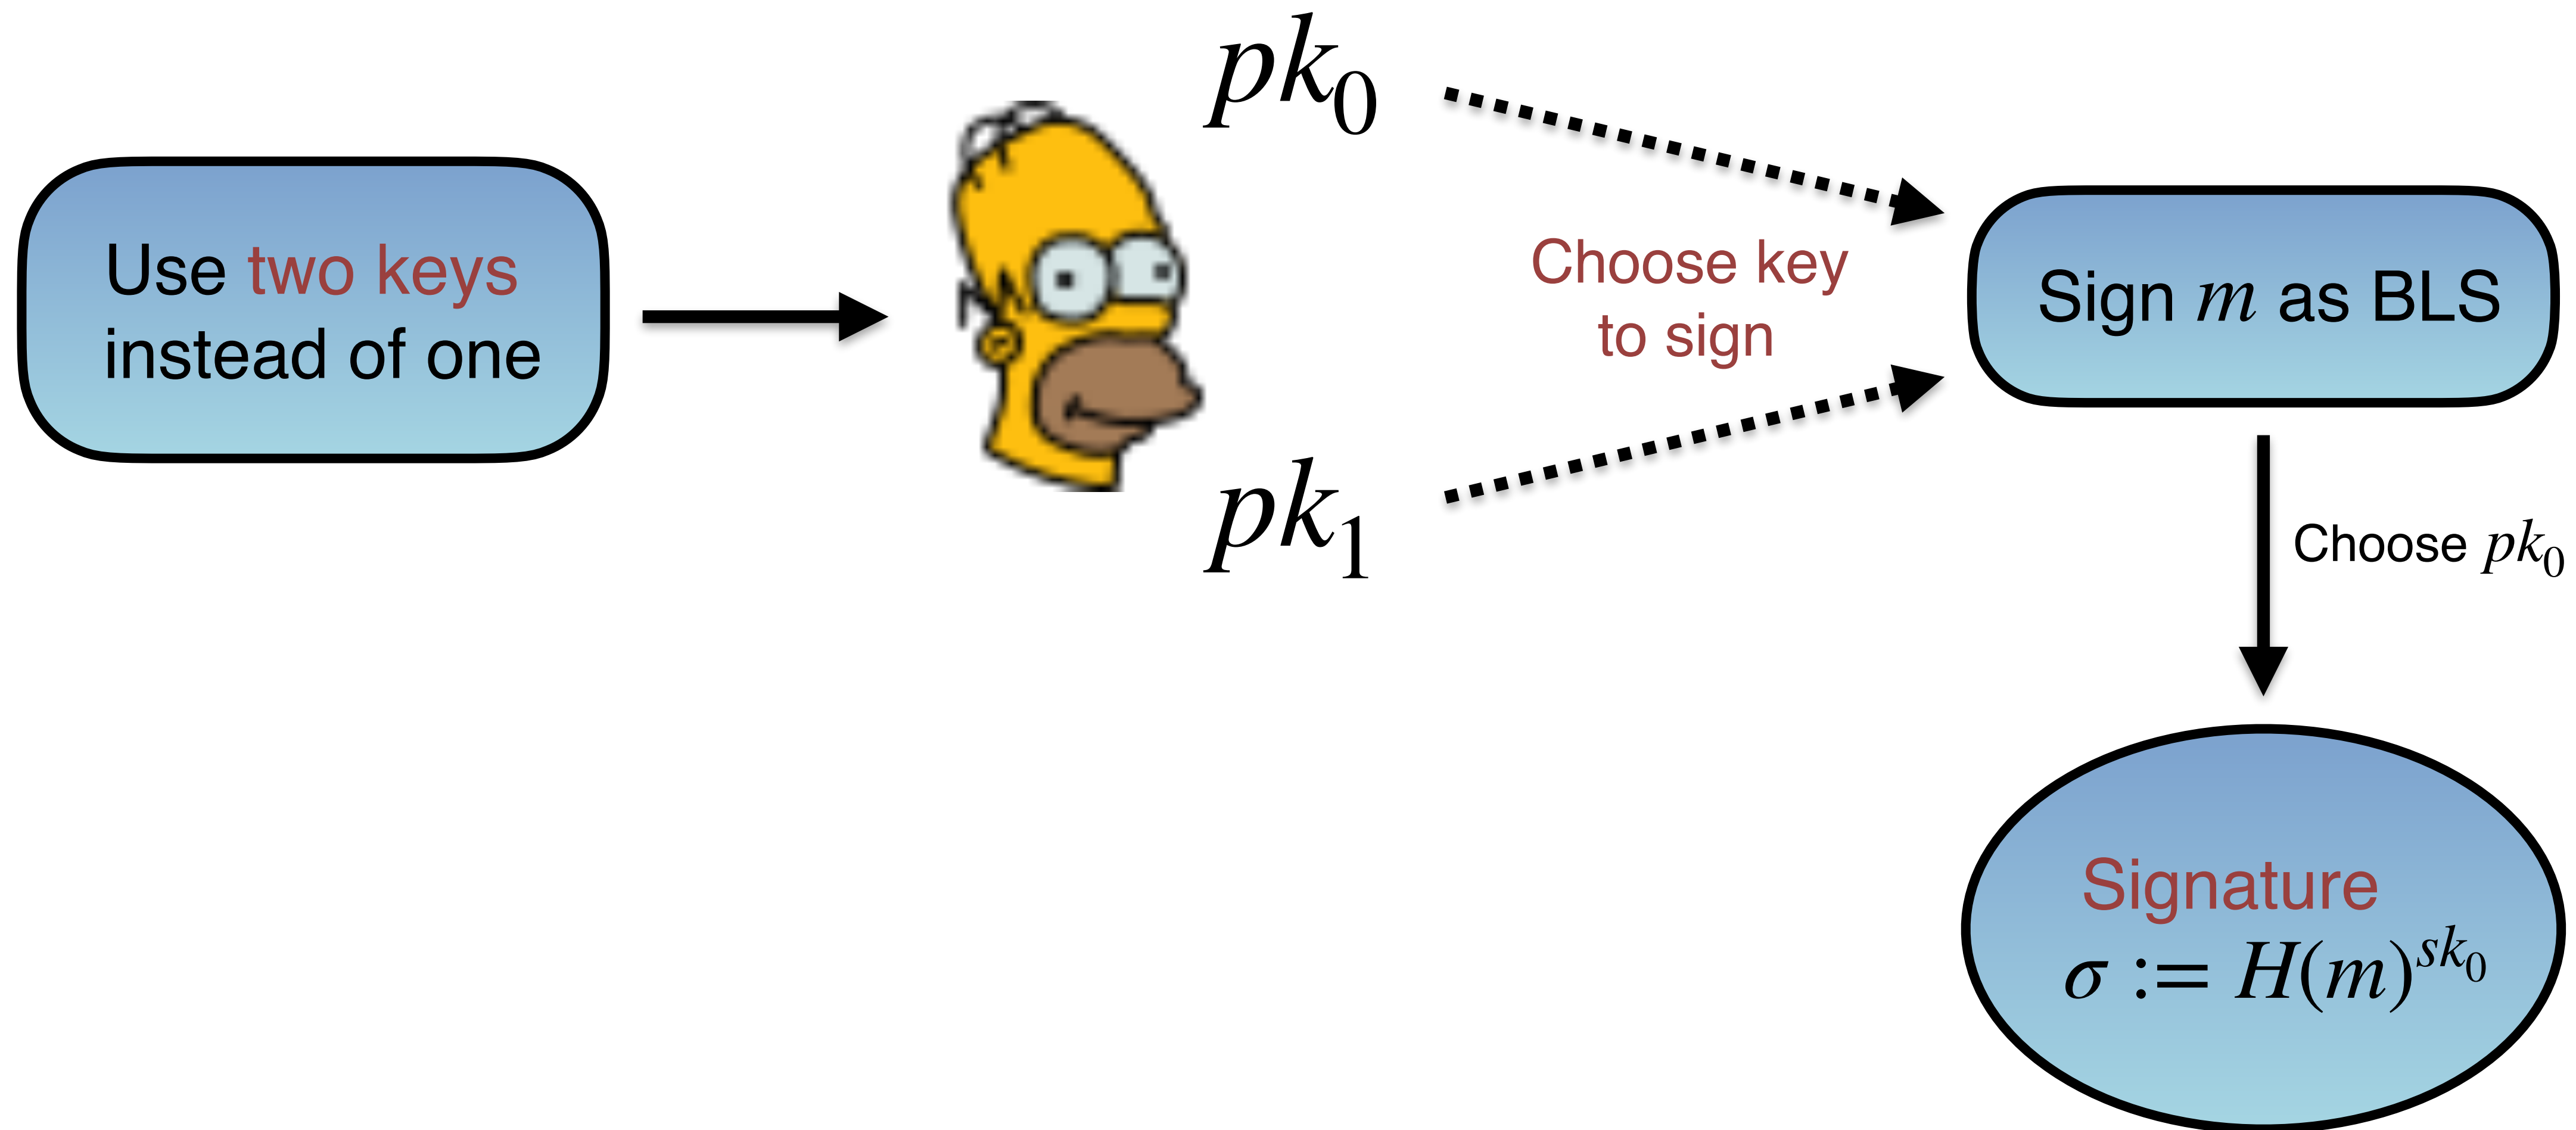 Use two keys
instead of one
pk₀
pk₁
Choose key
to sign
Sign m as BLS
Choose pk₀
Signature
σ := H(m)^{sk₀}